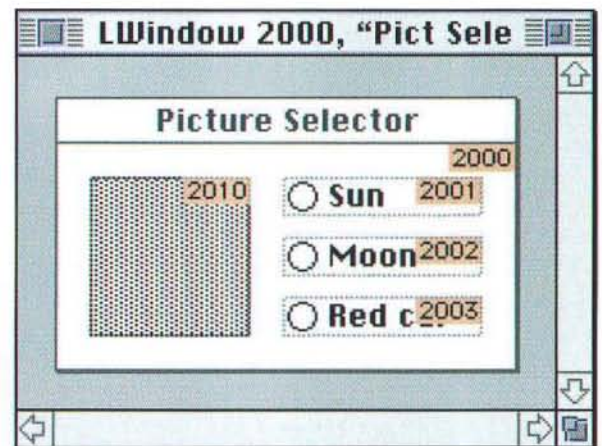 LWindow 2000, “Pict Sele
Picture Selector
2000
2010
Sun 2001
Moon 2002
Red 2003